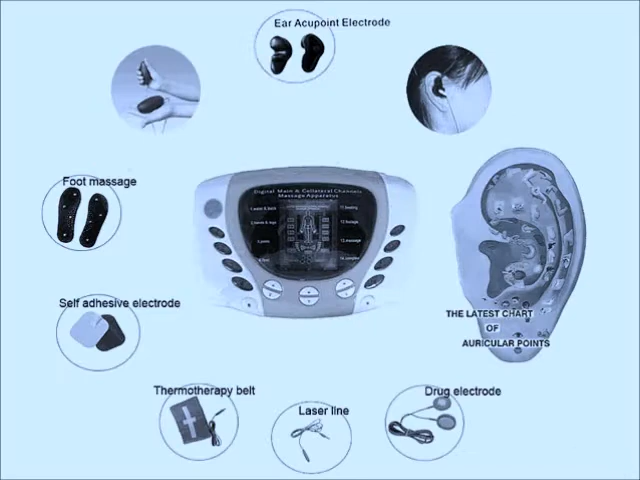 Ear Acupoint Electrode
Foot massage
Digital Main & Collateral Channels
Massage Apparatus
THE LATEST CHART
OF
AURICULAR POINTS
Self adhesive electrode
Thermotherapy belt
Laser line
Drug electrode